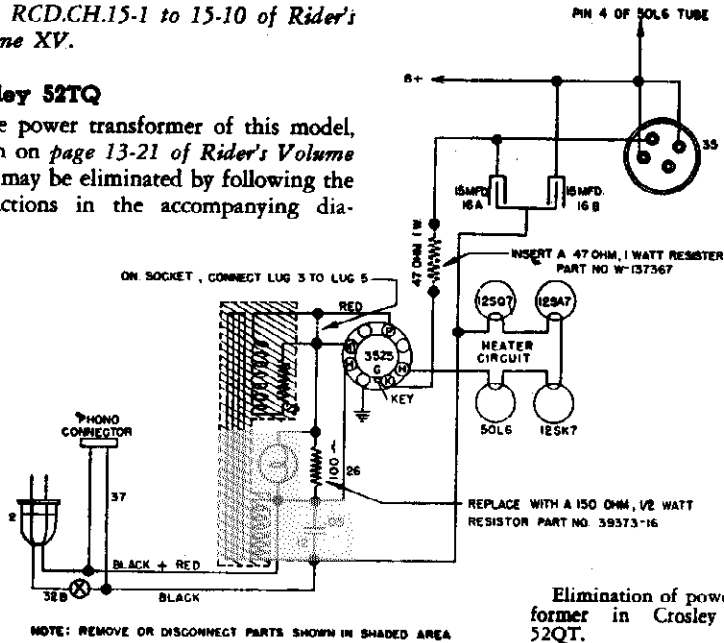 RCD.CH.15-1 to 15-10 of Rider's
me XV.
ley 52TQ
e power transformer of this model,
n on page 13-21 of Rider's Volume
may be eliminated by following the
ctions in the accompanying dia-
PIN 4 OF 50L6 TUBE
B+
35
15MFD.
16A
15MFD.
16B
47 OHM 1 W.
INSERT A 47 OHM, 1 WATT RESISTER
PART NO W-137367
ON SOCKET, CONNECT LUG 3 TO LUG 5
RED
P
H
35Z5
G
K
H
KEY
12SQ7
12SA7
HEATER
CIRCUIT
50L6
12SK7
PHONO
CONNECTOR
37
100
26
.05
12
REPLACE WITH A 150 OHM, 1/2 WATT
RESISTOR PART NO. 39373-16
BLACK + RED
32B
BLACK
NOTE: REMOVE OR DISCONNECT PARTS SHOWN IN SHADED AREA
Elimination of powe
former in Crosley
52QT.